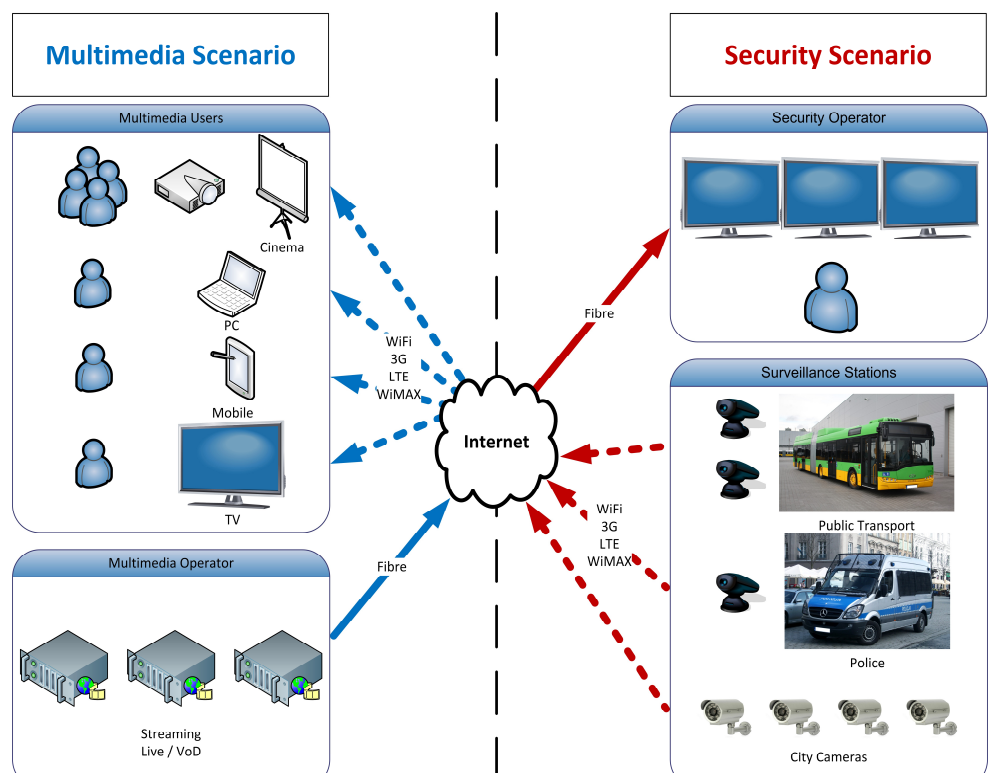 Multimedia Scenario
Multimedia Users
Cinema
PC
Mobile
TV
WiFi
3G
LTE
WiMAX
Multimedia Operator
Fibre
Streaming
Live / VoD
Internet
Security Scenario
Security Operator
Fibre
Surveillance Stations
Public Transport
WiFi
3G
LTE
WiMAX
Police
City Cameras